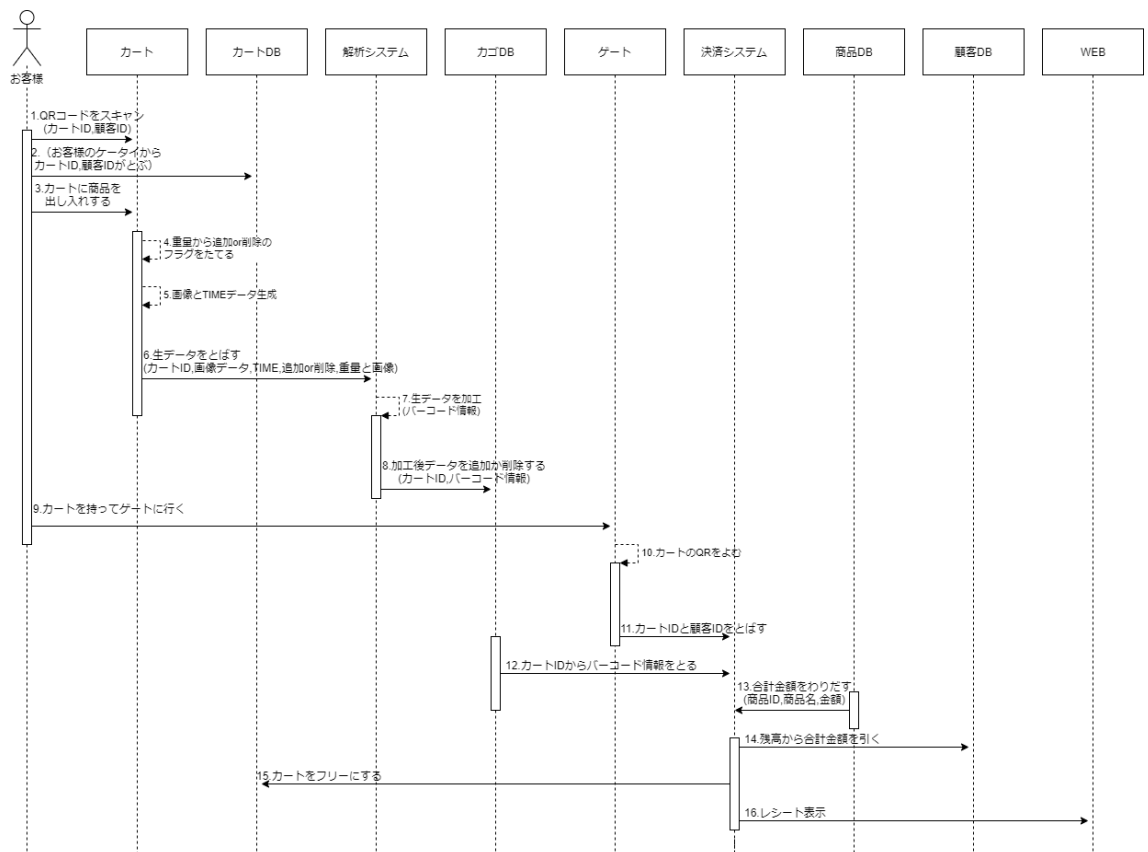 お客様
カート
カートDB
解析システム
カゴDB
ゲート
決済システム
商品DB
顧客DB
WEB
1.QRコードをスキャン
(カートID,顧客ID)
2.（お客様のケータイから
カートID,顧客IDがとぶ）
3.カートに商品を
出し入れする
4.重量から追加or削除の
フラグをたてる
5.画像とTIMEデータ生成
6.生データをとばす
(カートID,画像データ,TIME,追加or削除,重量と画像)
7.生データを加工
(バーコード情報)
8.加工後データを追加か削除する
(カートID,バーコード情報)
9.カートを持ってゲートに行く
10.カートのQRをよむ
11.カートIDと顧客IDをとばす
12.カートIDからバーコード情報をとる
13.合計金額をわりだす
(商品ID,商品名,金額)
14.残高から合計金額を引く
15.カートをフリーにする
16.レシート表示